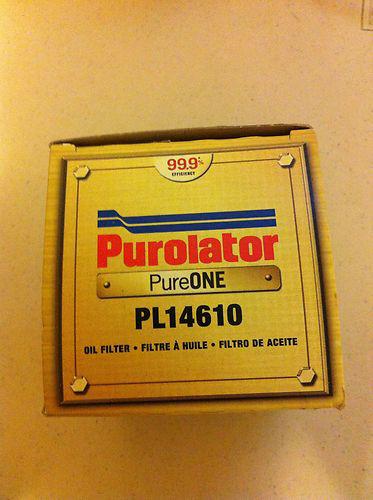 99.9%
EFFICIENCY
Purolator
PureONE
PL14610
OIL FILTER • FILTRE À HUILE • FILTRO DE ACEITE